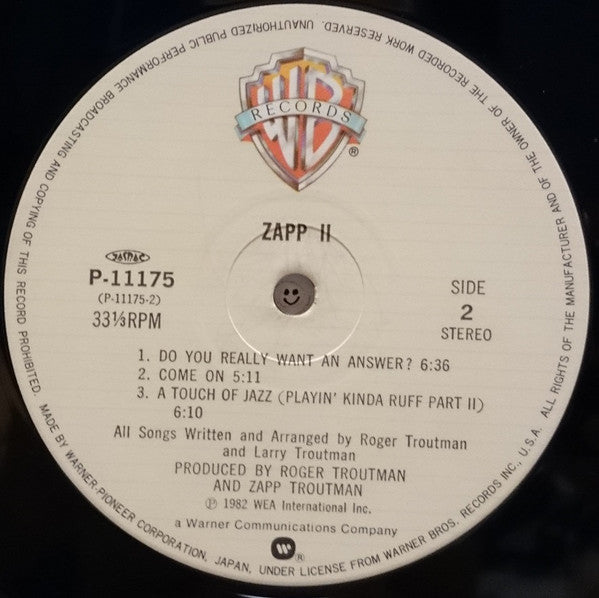 UNAUTHORIZED PUBLIC PERFORMANCE BROADCASTING AND COPYING OF THIS RECORD PROHIBITED. MADE BY WARNER-PIONEER CORPORATION, JAPAN, UNDER LICENSE FROM WARNER BROS. RECORDS INC., U.S.A. ALL RIGHTS OF THE MANUFACTURER AND OF THE OWNER OF THE RECORDED WORK RESERVED.
WB
RECORDS
®
ZAPP II
JASRAC
P-11175
(P-11175-2)
33⅓RPM
SIDE
2
STEREO
1. DO YOU REALLY WANT AN ANSWER? 6:36
2. COME ON 5:11
3. A TOUCH OF JAZZ (PLAYIN' KINDA RUFF PART II)
6:10
All Songs Written and Arranged by Roger Troutman
and Larry Troutman
PRODUCED BY ROGER TROUTMAN
AND ZAPP TROUTMAN
℗ 1982 WEA International Inc.
a Warner Communications Company
®